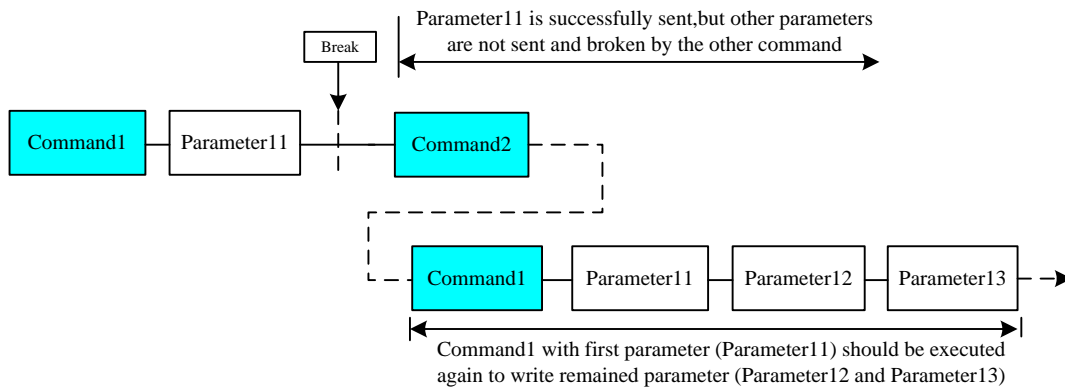 Parameter11 is successfully sent,but other parameters
are not sent and broken by the other command
Break
Command1
Parameter11
Command2
Command1
Parameter11
Parameter12
Parameter13
Command1 with first parameter (Parameter11) should be executed
again to write remained parameter (Parameter12 and Parameter13)